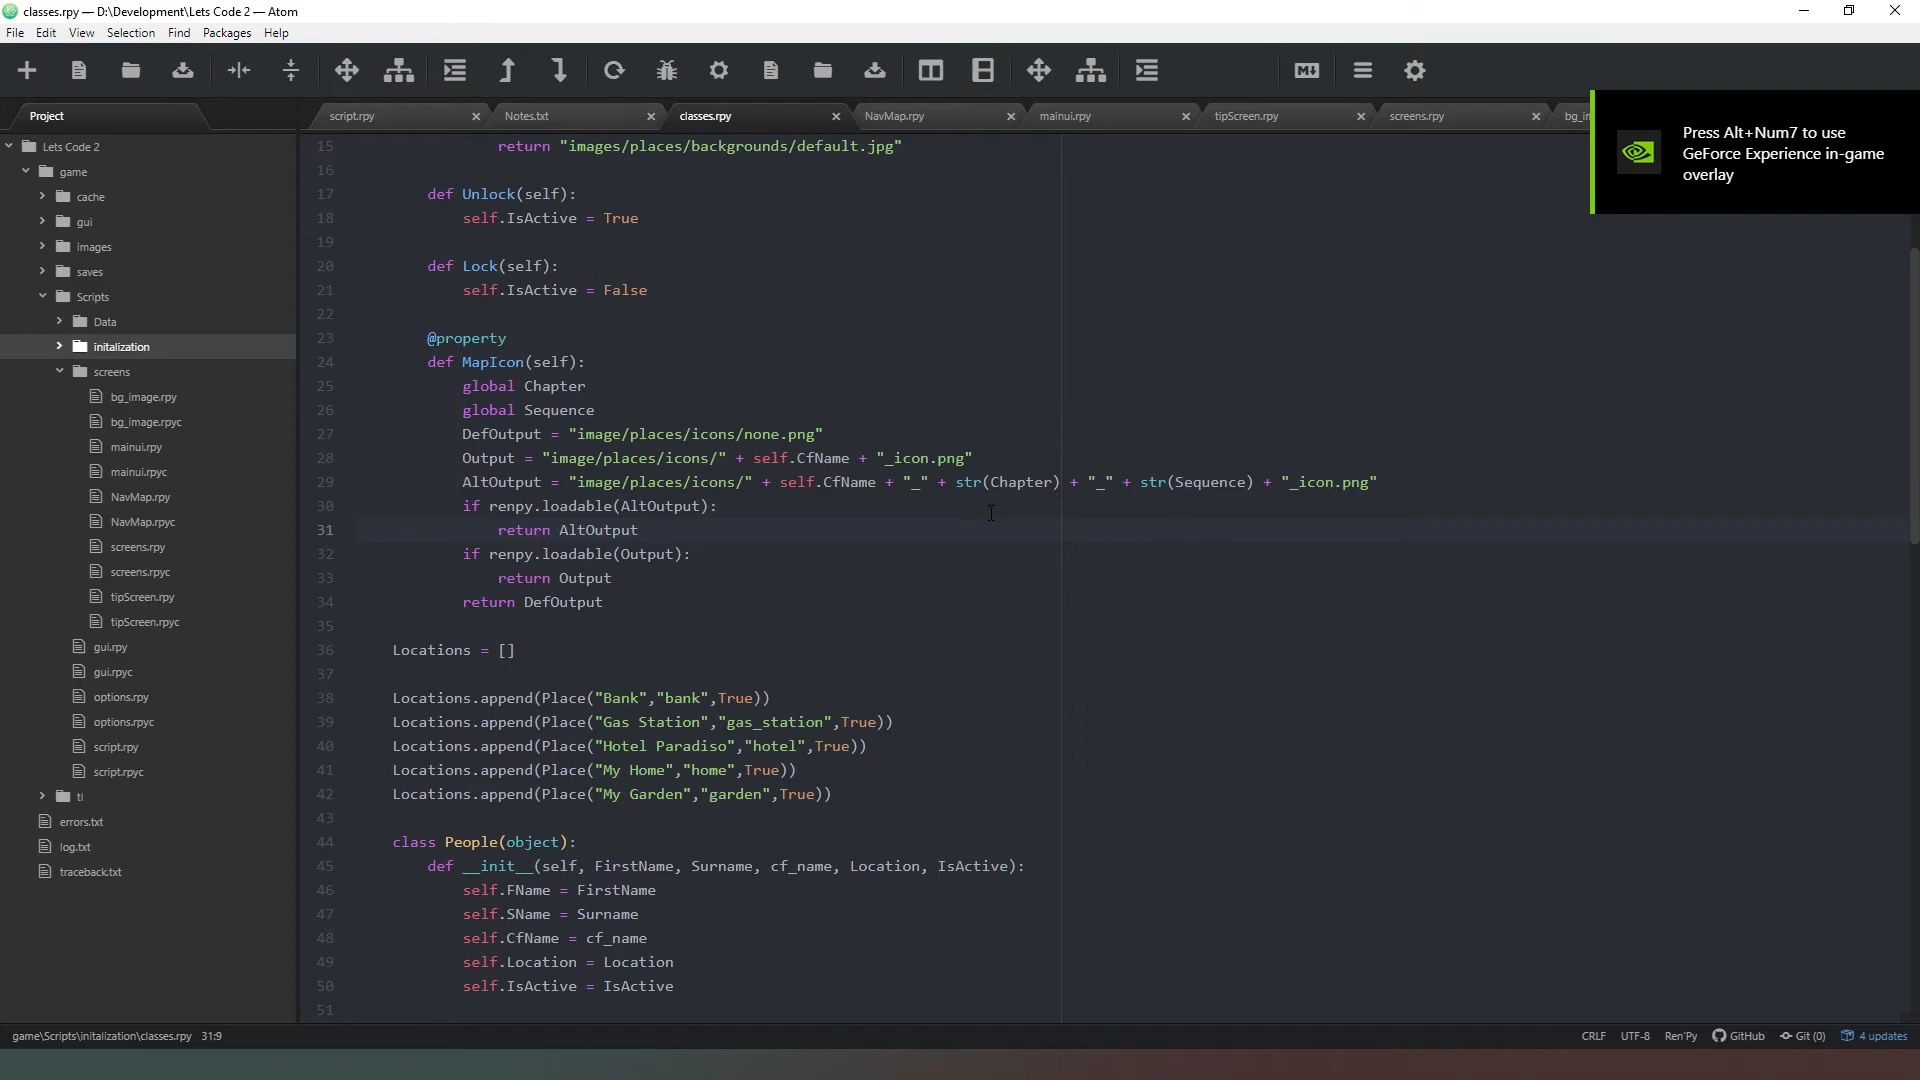 classes.rpy — D:\Development\Lets Code 2 — Atom
File Edit View Selection Find Packages Help
Project
script.rpy
Notes.txt
classes.rpy
NavMap.rpy
mainui.rpy
tipScreen.rpy
screens.rpy
bg_in
Press Alt+Num7 to use
GeForce Experience in-game
overlay
Lets Code 2
game
cache
gui
images
saves
Scripts
Data
initalization
screens
bg_image.rpy
bg_image.rpyc
mainui.rpy
mainui.rpyc
NavMap.rpy
NavMap.rpyc
screens.rpy
screens.rpyc
tipScreen.rpy
tipScreen.rpyc
gui.rpy
gui.rpyc
options.rpy
options.rpyc
script.rpy
script.rpyc
tl
errors.txt
log.txt
traceback.txt
15 return "images/places/backgrounds/default.jpg"
16
17 def Unlock(self):
18 self.IsActive = True
19
20 def Lock(self):
21 self.IsActive = False
22
23 @property
24 def MapIcon(self):
25 global Chapter
26 global Sequence
27 DefOutput = "image/places/icons/none.png"
28 Output = "image/places/icons/" + self.CfName + "_icon.png"
29 AltOutput = "image/places/icons/" + self.CfName + "_" + str(Chapter) + "_" + str(Sequence) + "_icon.png"
30 if renpy.loadable(AltOutput):
31 return AltOutput
32 if renpy.loadable(Output):
33 return Output
34 return DefOutput
35
36 Locations = []
37
38 Locations.append(Place("Bank","bank",True))
39 Locations.append(Place("Gas Station","gas_station",True))
40 Locations.append(Place("Hotel Paradiso","hotel",True))
41 Locations.append(Place("My Home","home",True))
42 Locations.append(Place("My Garden","garden",True))
43
44 class People(object):
45 def __init__(self, FirstName, Surname, cf_name, Location, IsActive):
46 self.FName = FirstName
47 self.SName = Surname
48 self.CfName = cf_name
49 self.Location = Location
50 self.IsActive = IsActive
51
game\Scripts\initalization\classes.rpy 31:9
CRLF UTF-8 Ren'Py GitHub Git (0) 4 updates